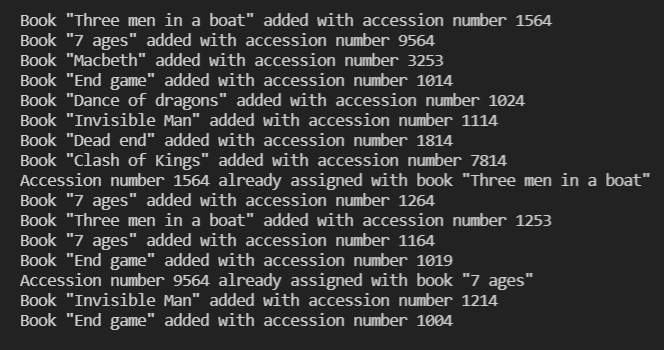 Book "Three men in a boat" added with accession number 1564
Book "7 ages" added with accession number 9564
Book "Macbeth" added with accession number 3253
Book "End game" added with accession number 1014
Book "Dance of dragons" added with accession number 1024
Book "Invisible Man" added with accession number 1114
Book "Dead end" added with accession number 1814
Book "Clash of Kings" added with accession number 7814
Accession number 1564 already assigned with book "Three men in a boat"
Book "7 ages" added with accession number 1264
Book "Three men in a boat" added with accession number 1253
Book "7 ages" added with accession number 1164
Book "End game" added with accession number 1019
Accession number 9564 already assigned with book "7 ages"
Book "Invisible Man" added with accession number 1214
Book "End game" added with accession number 1004